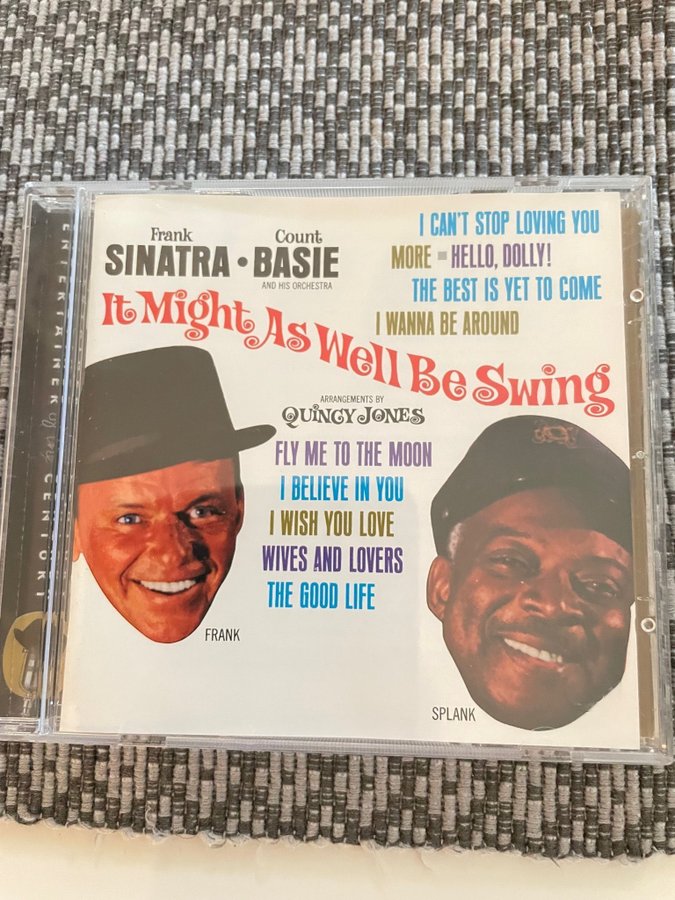 Frank Count
SINATRA • BASIE
AND HIS ORCHESTRA
It Might As Well Be Swing
I CAN'T STOP LOVING YOU
MORE = HELLO, DOLLY!
THE BEST IS YET TO COME
I WANNA BE AROUND
ARRANGEMENTS BY
QUINCY JONES
FLY ME TO THE MOON
I BELIEVE IN YOU
I WISH YOU LOVE
WIVES AND LOVERS
THE GOOD LIFE
FRANK
SPLANK
ENTERTAINER of the CENTURY